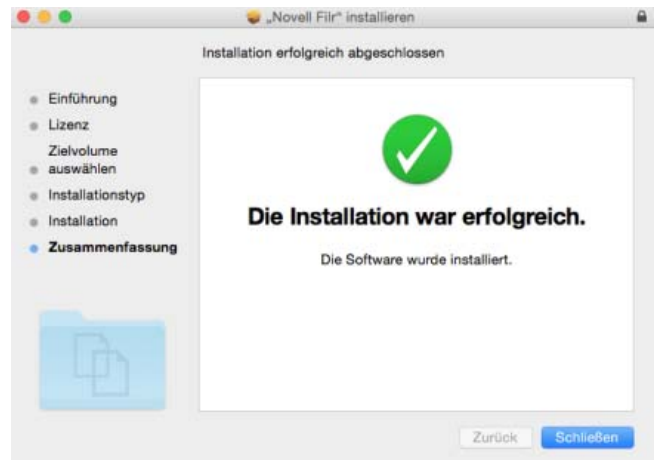 „Novell Filr“ installieren
Installation erfolgreich abgeschlossen
Einführung
Lizenz
Zielvolume
auswählen
Installationstyp
Installation
Zusammenfassung
Die Installation war erfolgreich.
Die Software wurde installiert.
Zurück
Schließen